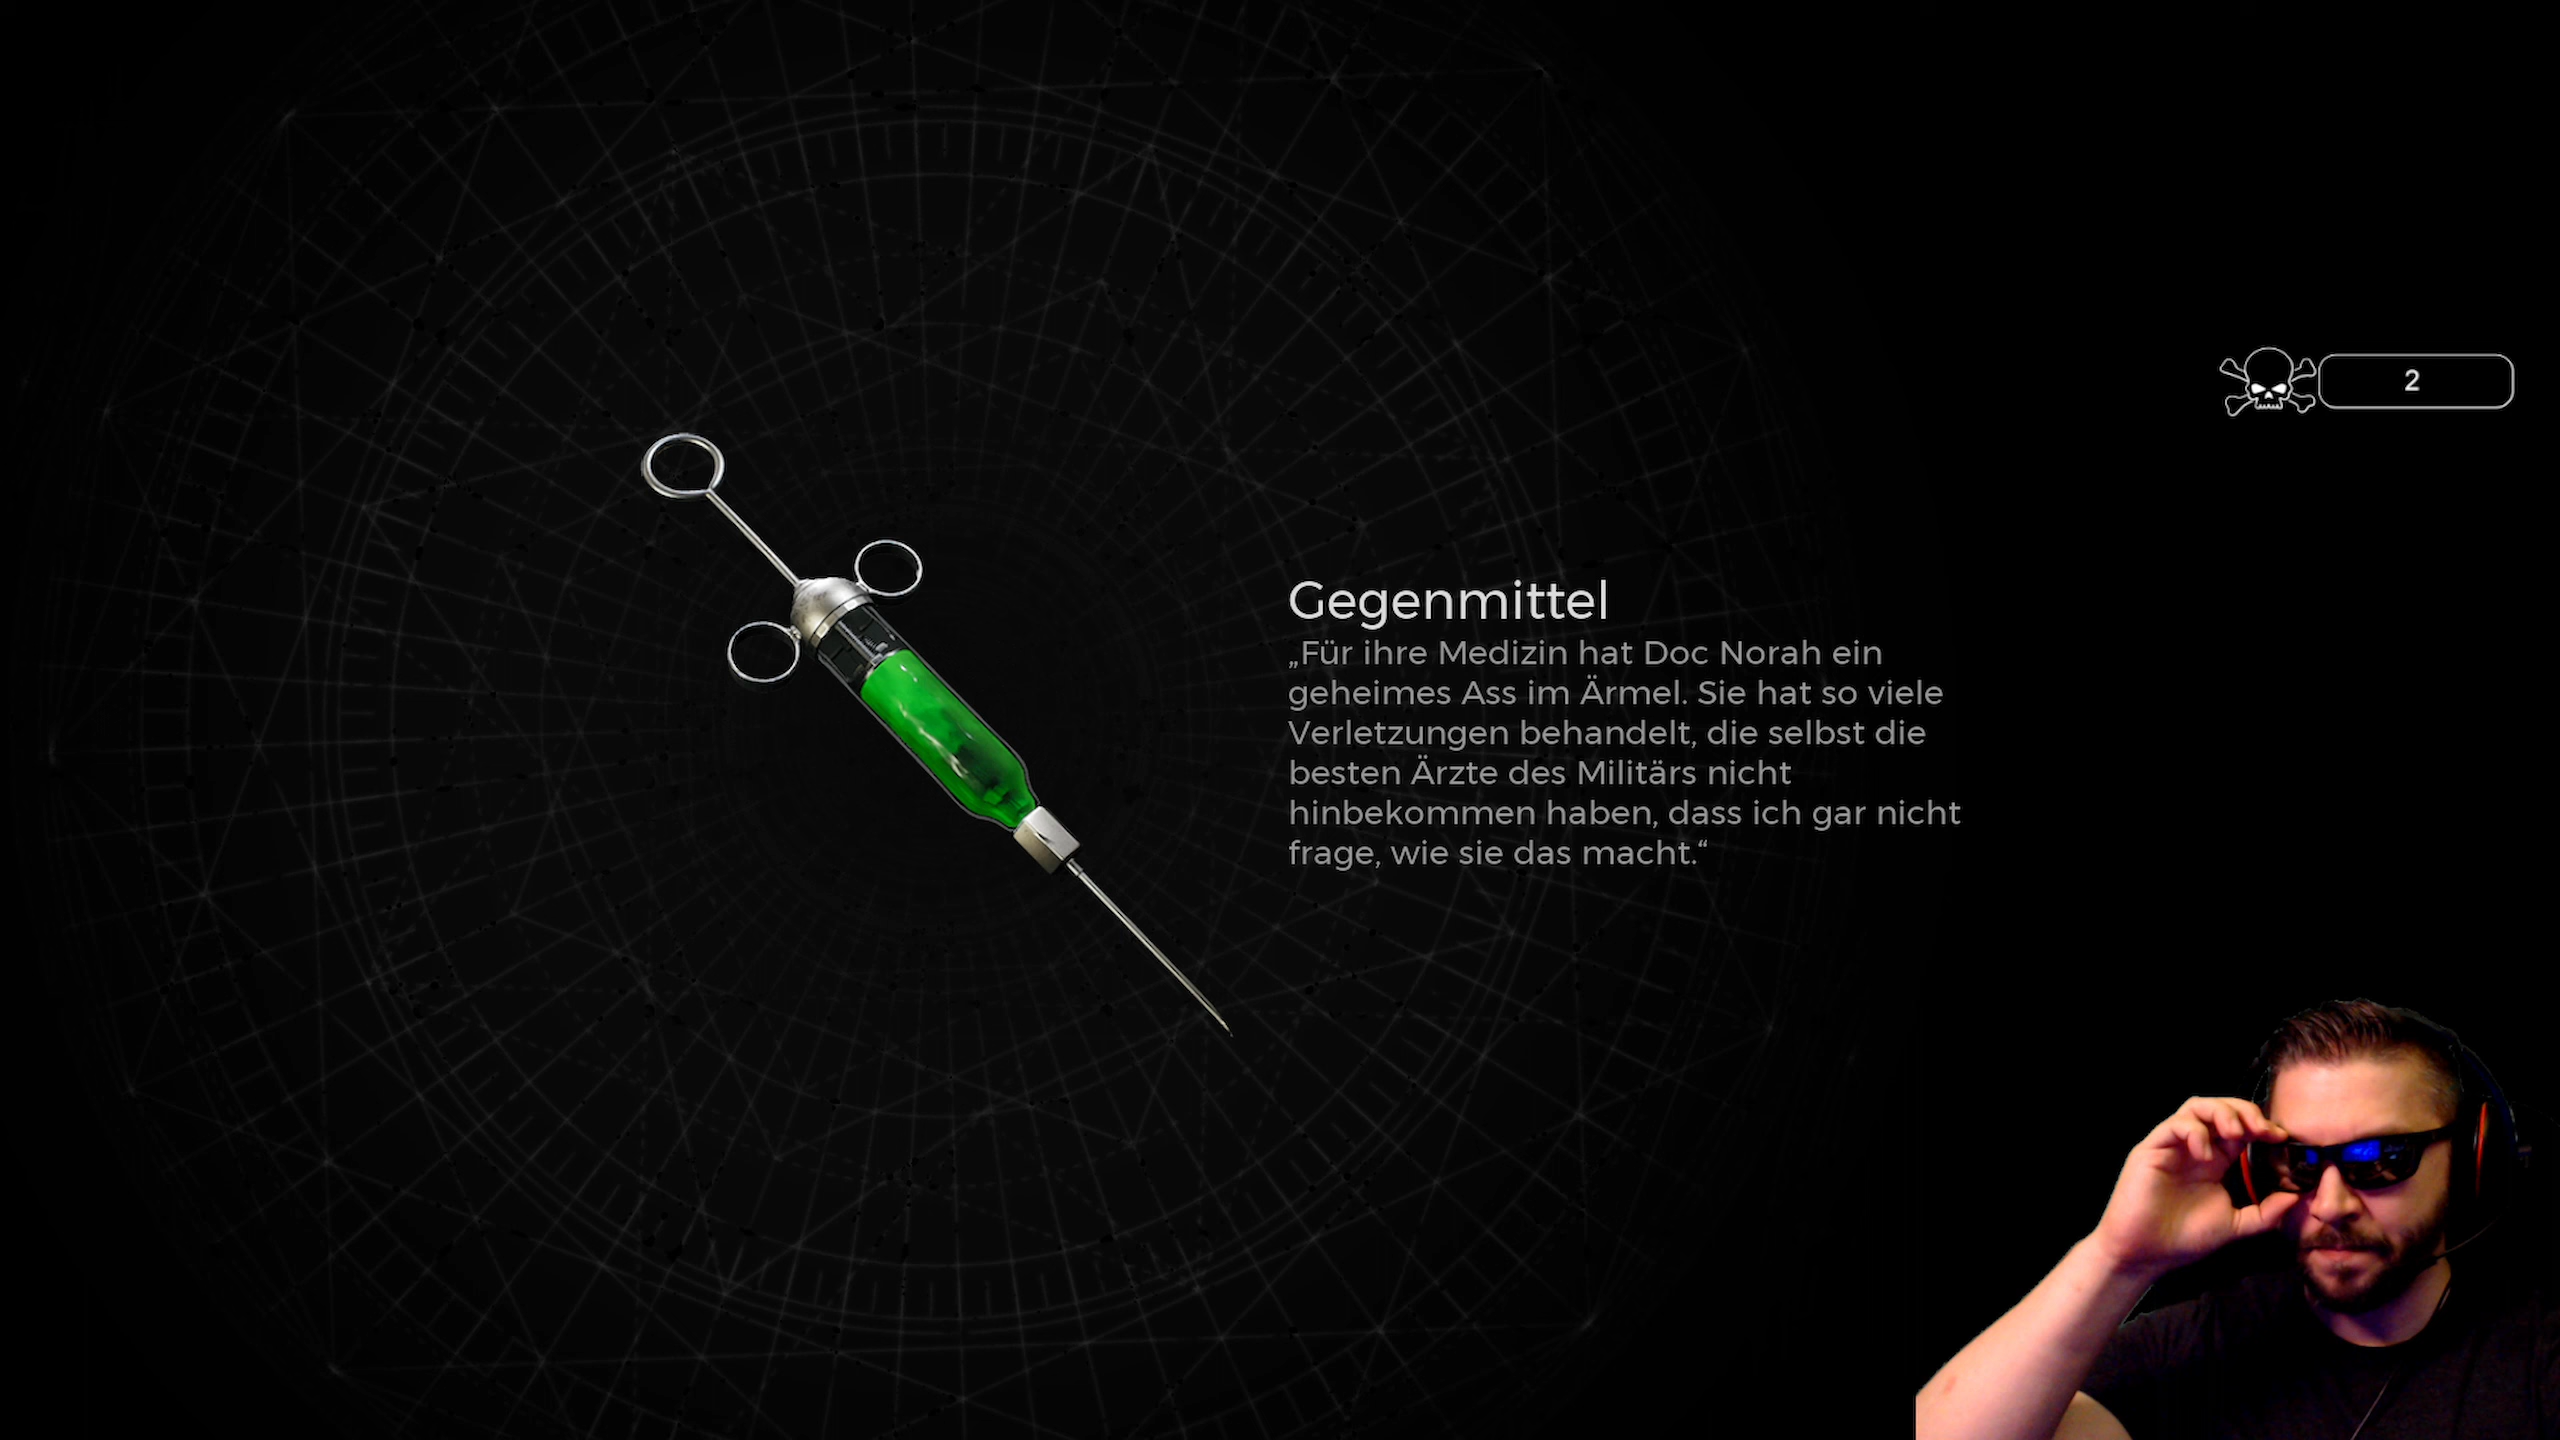 2
Gegenmittel
„Für ihre Medizin hat Doc Norah ein
geheimes Ass im Ärmel. Sie hat so viele
Verletzungen behandelt, die selbst die
besten Ärzte des Militärs nicht
hinbekommen haben, dass ich gar nicht
frage, wie sie das macht.“